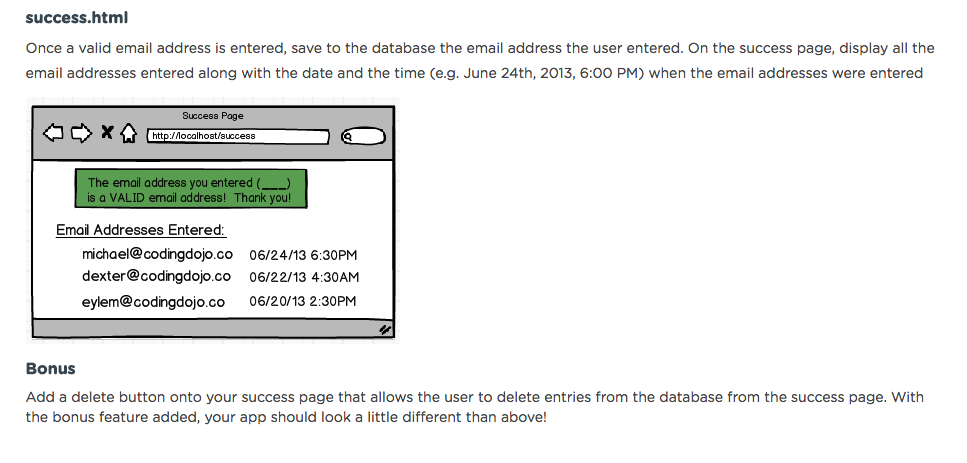 success.html
Once a valid email address is entered, save to the database the email address the user entered. On the success page, display all the
email addresses entered along with the date and the time (e.g. June 24th, 2013, 6:00 PM) when the email addresses were entered
Success Page
http://localhost/success
The email address you entered (___)
is a VALID email address! Thank you!
Email Addresses Entered:
michael@codingdojo.co 06/24/13 6:30PM
dexter@codingdojo.co 06/22/13 4:30AM
eylem@codingdojo.co 06/20/13 2:30PM
Bonus
Add a delete button onto your success page that allows the user to delete entries from the database from the success page. With
the bonus feature added, your app should look a little different than above!